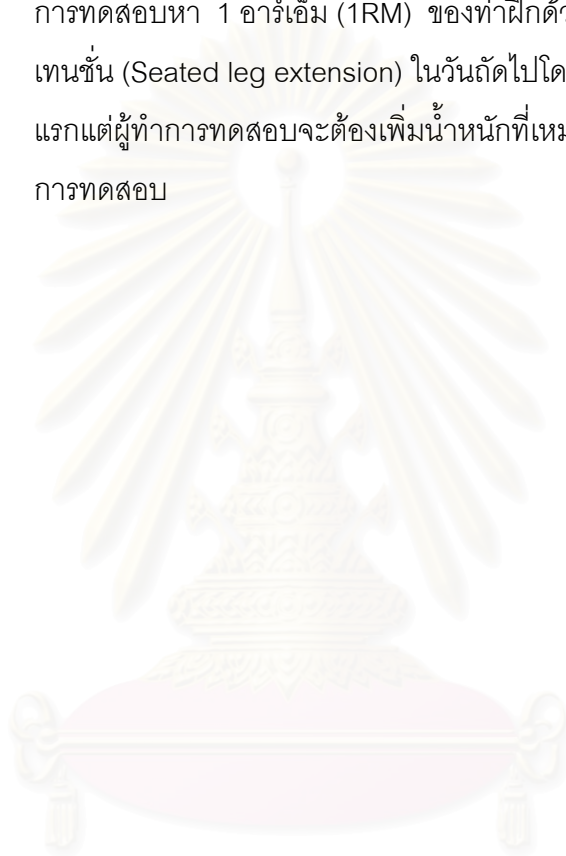 การทดสอบหา 1 อาร์เอ็ม (1RM) ของท่าฝึกด้ว
เทนชั่น (Seated leg extension) ในวันถัดไปโด
แรกแต่ผู้ทำการทดสอบจะต้องเพิ่มน้ำหนักที่เหม
การทดสอบ